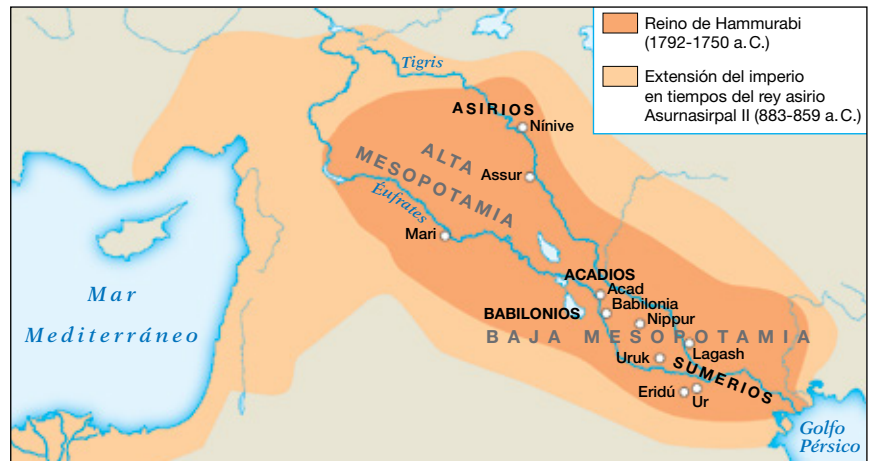 Reino de Hammurabi
(1792-1750 a. C.)
Extensión del imperio
en tiempos del rey asirio
Asurnasirpal II (883-859 a. C.)
Tigris
ASIRIOS
Nínive
ALTA
MESOPOTAMIA
Assur
Éufrates
Mari
ACADIOS
Acad
Babilonia
BABILONIOS
Nippur
BAJA MESOPOTAMIA
Lagash
Uruk
SUMERIOS
Eridú
Ur
Mar
Mediterráneo
Golfo
Pérsico